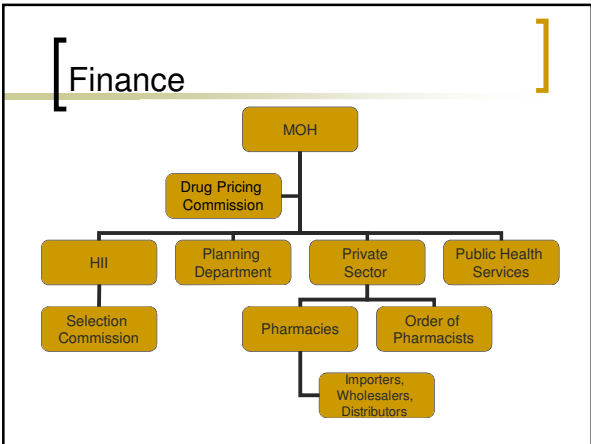 Finance
MOH
Drug Pricing
Commission
HII
Planning
Department
Private
Sector
Public Health
Services
Selection
Commission
Pharmacies
Order of
Pharmacists
Importers,
Wholesalers,
Distributors